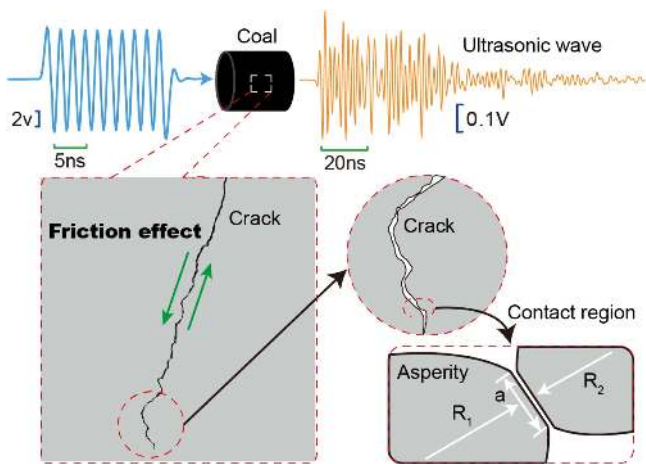 Coal
Ultrasonic wave
2v
5ns
20ns
0.1V
Friction effect
Crack
Crack
Contact region
Asperity
a
R1
R2